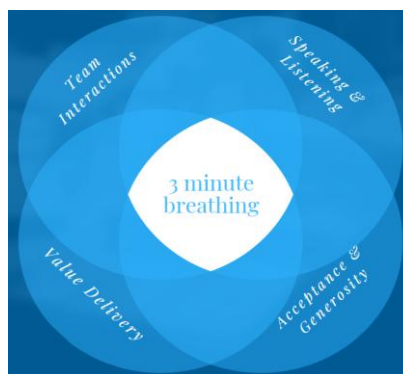 Team
Interactions
Speaking &
Listening
3 minute
breathing
Value Delivery
Acceptance &
Generosity